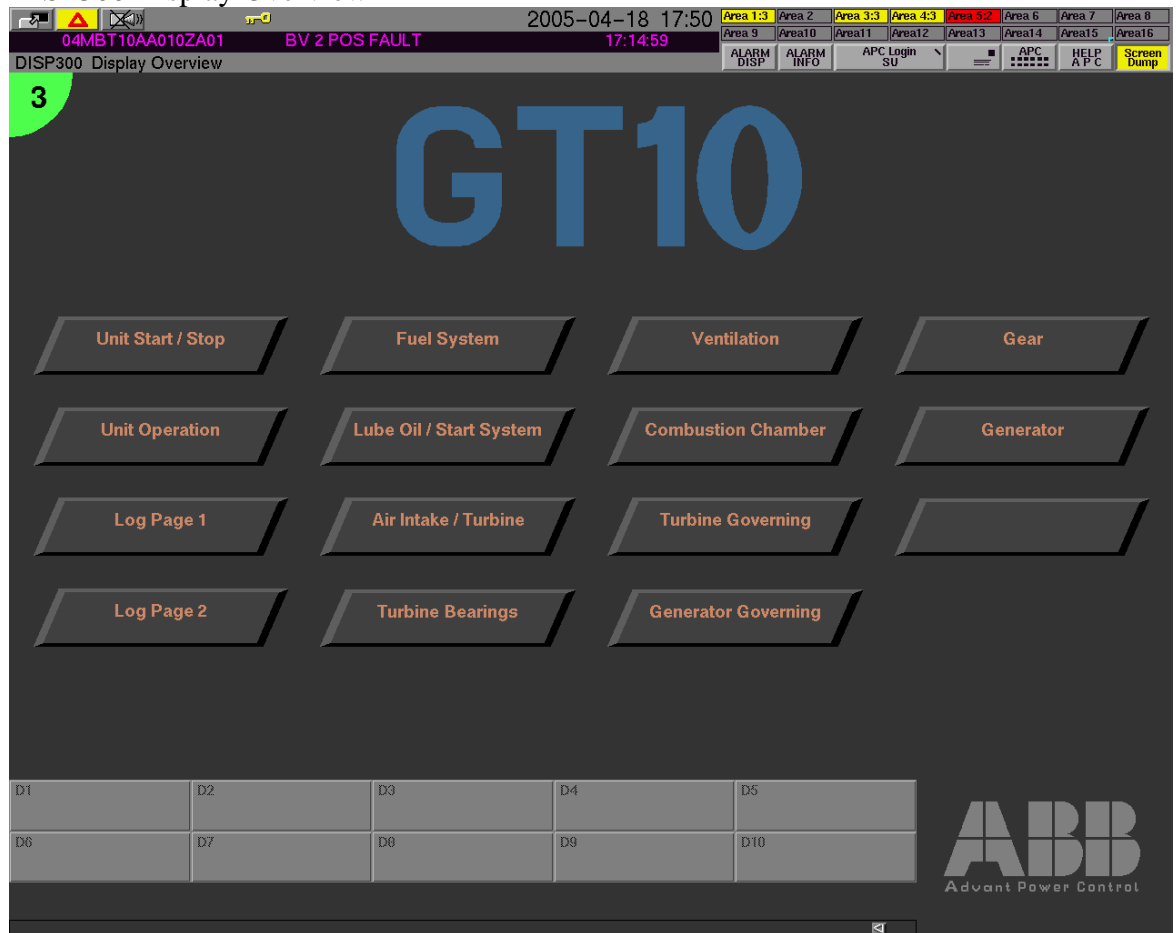 2005-04-18 17:50
Area 1:3 Area 2 Area 3:3 Area 4:3 Area 5:2 Area 6 Area 7 Area 8
04MBT10AA010ZA01 BV 2 POS FAULT 17:14:59
Area 9 Area10 Area11 Area12 Area13 Area14 Area15 Area16
DISP300 Display Overview
ALARM DISP ALARM INFO APC Login SU APC HELP APC Screen Dump
3
GT10
Unit Start / Stop Fuel System Ventilation Gear
Unit Operation Lube Oil / Start System Combustion Chamber Generator
Log Page 1 Air Intake / Turbine Turbine Governing
Log Page 2 Turbine Bearings Generator Governing
D1 D2 D3 D4 D5
D6 D7 D8 D9 D10
ABB
Advant Power Control